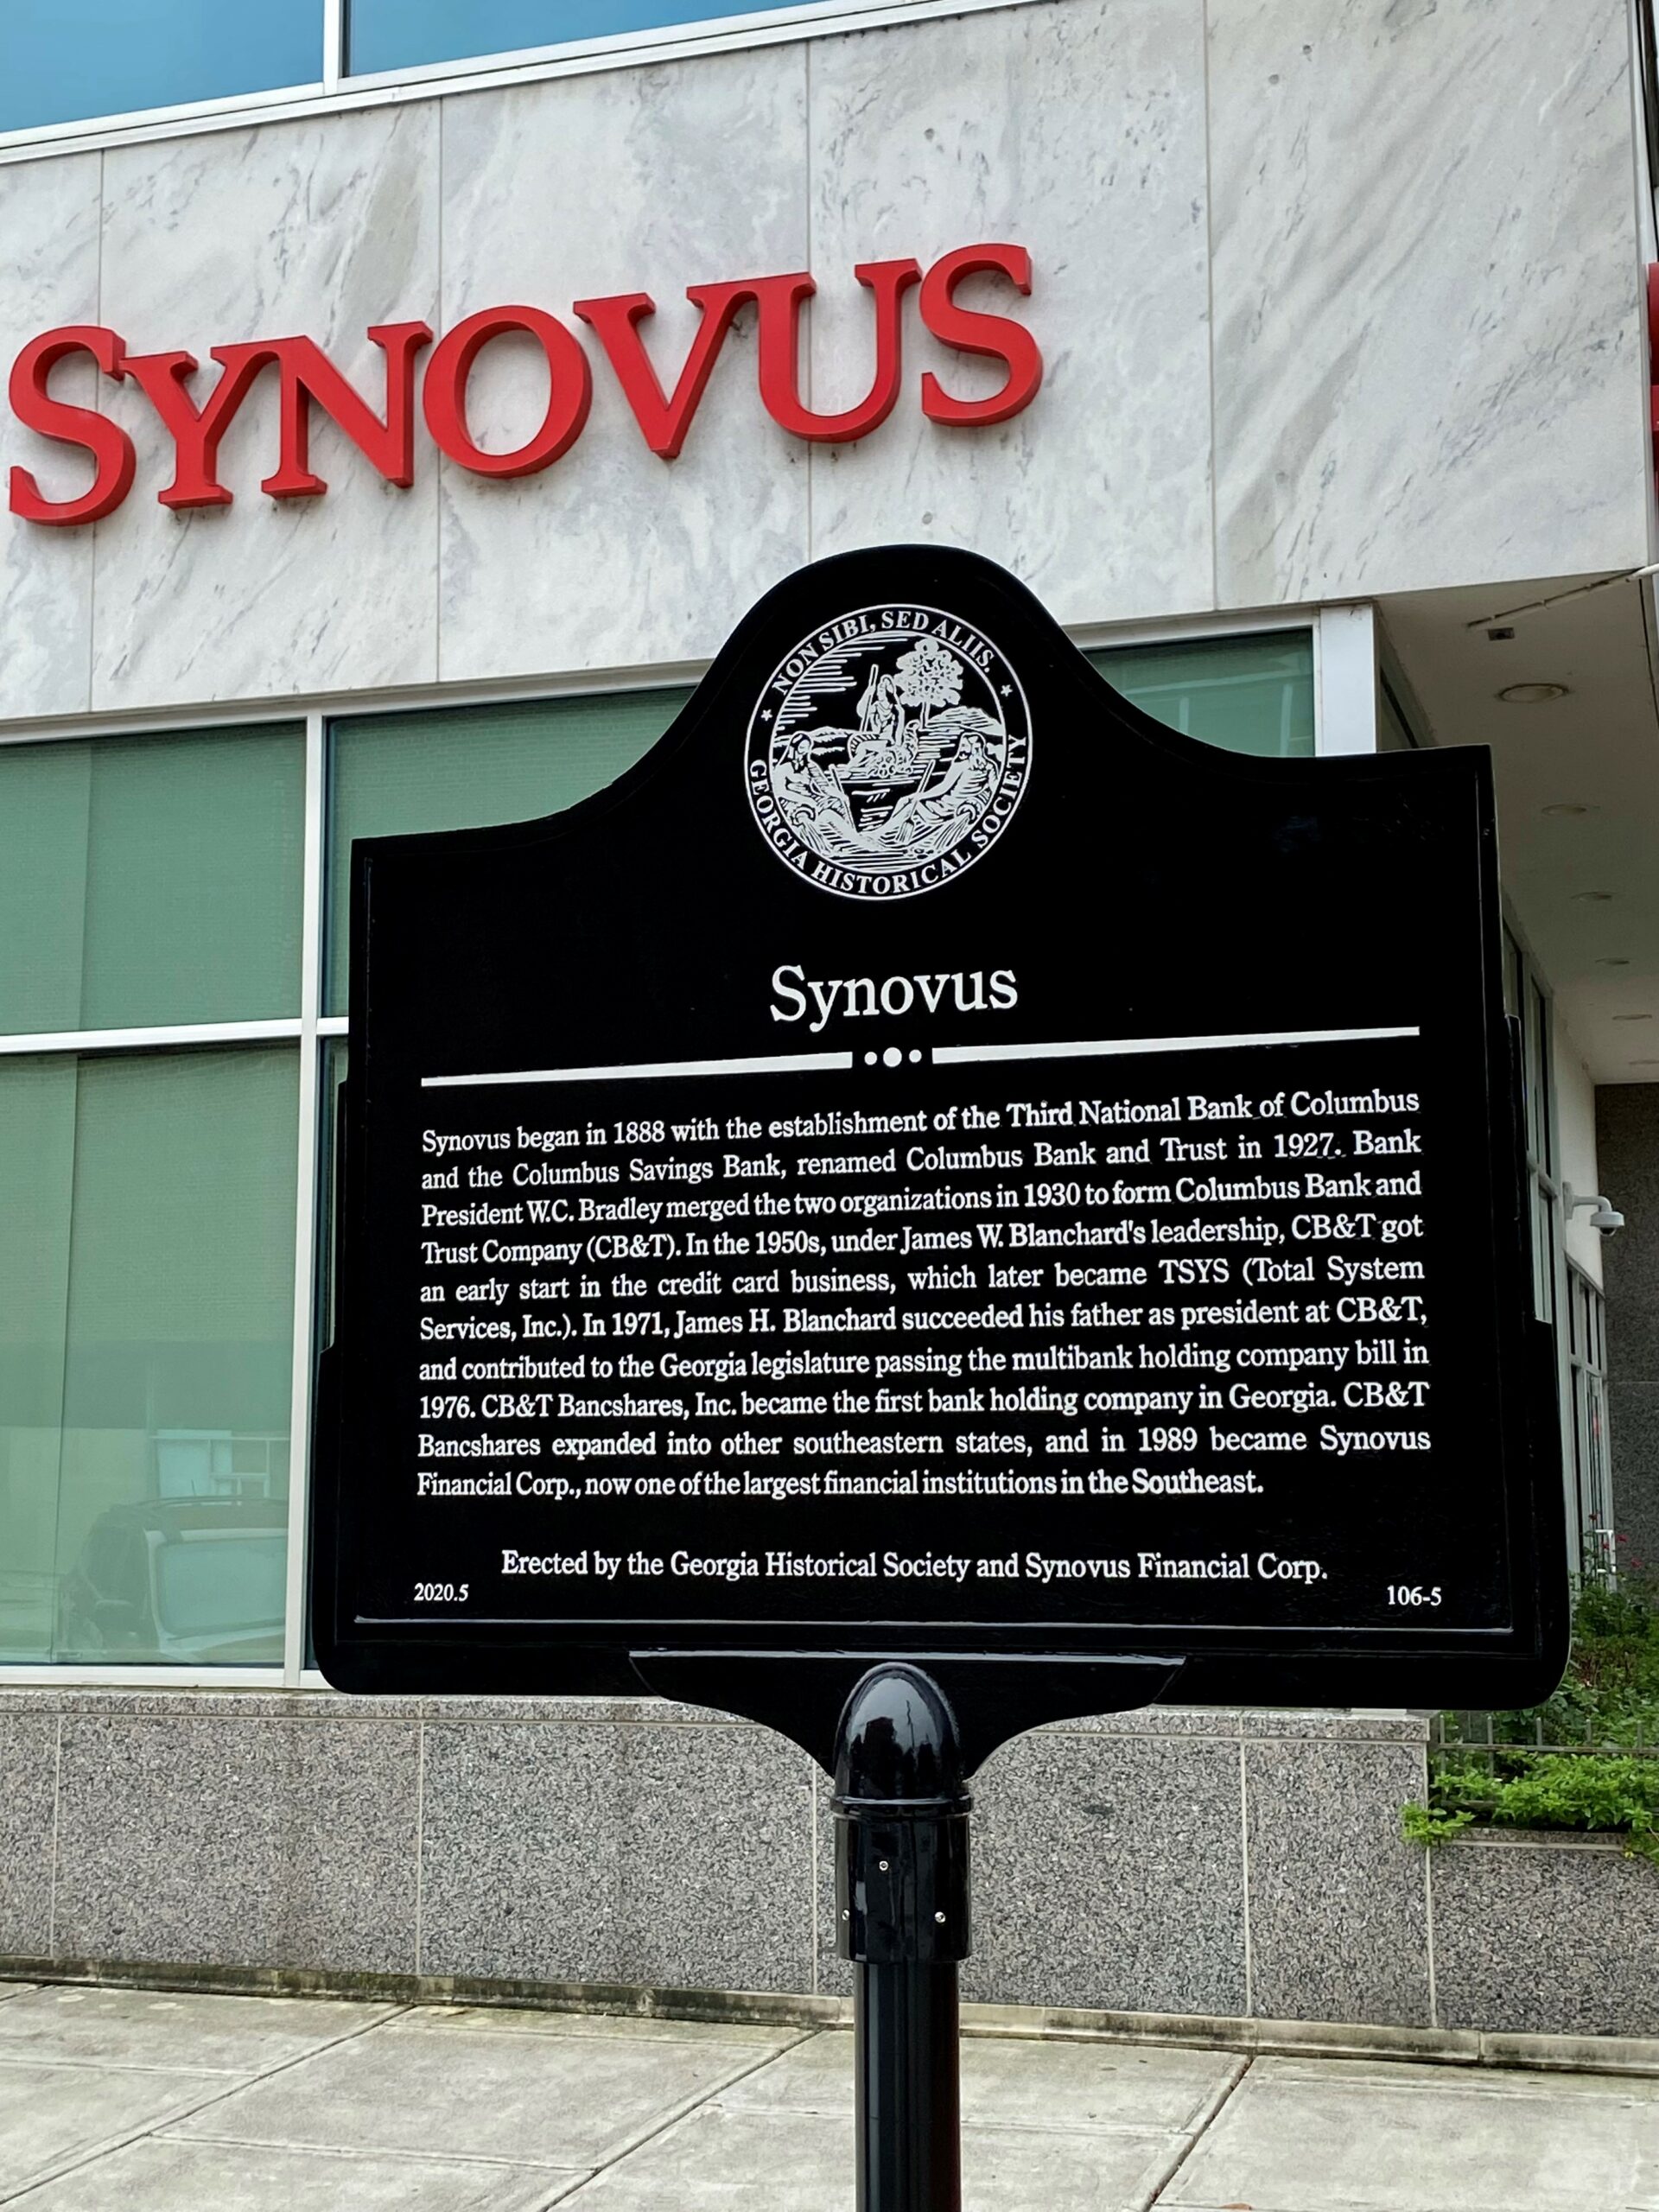 SYNOVUS
NON SIBI, SED ALIIS.
GEORGIA HISTORICAL SOCIETY
Synovus
Synovus began in 1888 with the establishment of the Third National Bank of Columbus
and the Columbus Savings Bank, renamed Columbus Bank and Trust in 1927. Bank
President W.C. Bradley merged the two organizations in 1930 to form Columbus Bank and
Trust Company (CB&T). In the 1950s, under James W. Blanchard's leadership, CB&T got
an early start in the credit card business, which later became TSYS (Total System
Services, Inc.). In 1971, James H. Blanchard succeeded his father as president at CB&T,
and contributed to the Georgia legislature passing the multibank holding company bill in
1976. CB&T Bancshares, Inc. became the first bank holding company in Georgia. CB&T
Bancshares expanded into other southeastern states, and in 1989 became Synovus
Financial Corp., now one of the largest financial institutions in the Southeast.
Erected by the Georgia Historical Society and Synovus Financial Corp.
2020.5 106-5